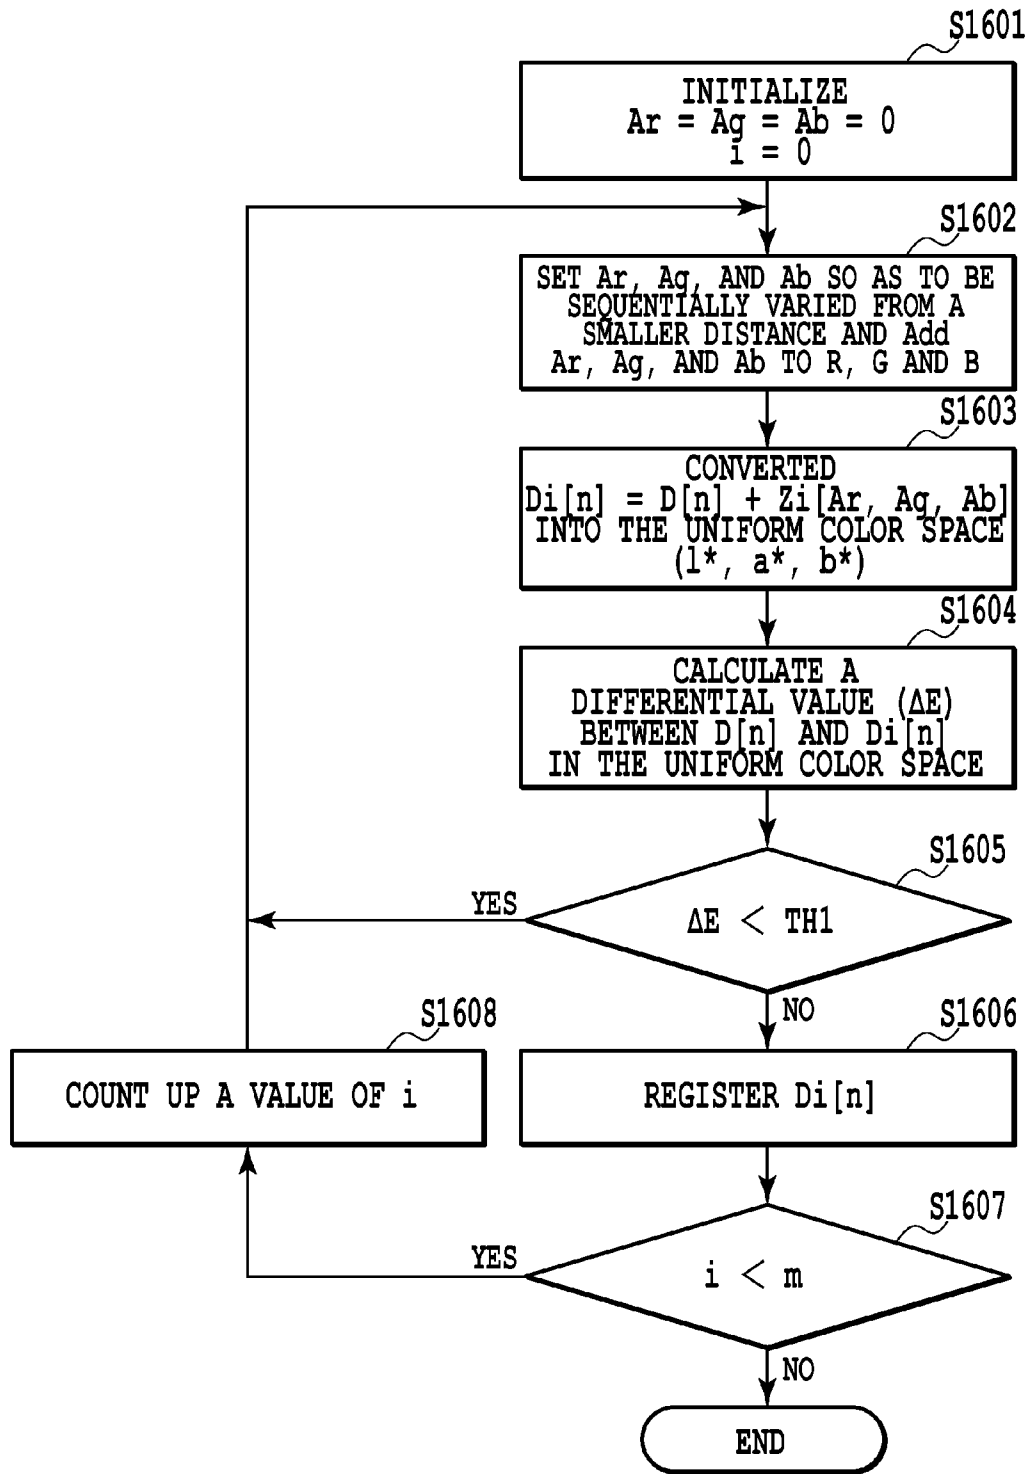 S1601
INITIALIZE
Ar = Ag = Ab = 0
i = 0
S1602
SET Ar, Ag, AND Ab SO AS TO BE
SEQUENTIALLY VARIED FROM A
SMALLER DISTANCE AND Add
Ar, Ag, AND Ab TO R, G AND B
S1603
CONVERTED
Di[n] = D[n] + Zi[Ar, Ag, Ab]
INTO THE UNIFORM COLOR SPACE
(l*, a*, b*)
S1604
CALCULATE A
DIFFERENTIAL VALUE (ΔE)
BETWEEN D[n] AND Di[n]
IN THE UNIFORM COLOR SPACE
S1605
YES
ΔE < TH1
NO
S1606
REGISTER Di[n]
S1608
COUNT UP A VALUE OF i
S1607
YES
i < m
NO
END